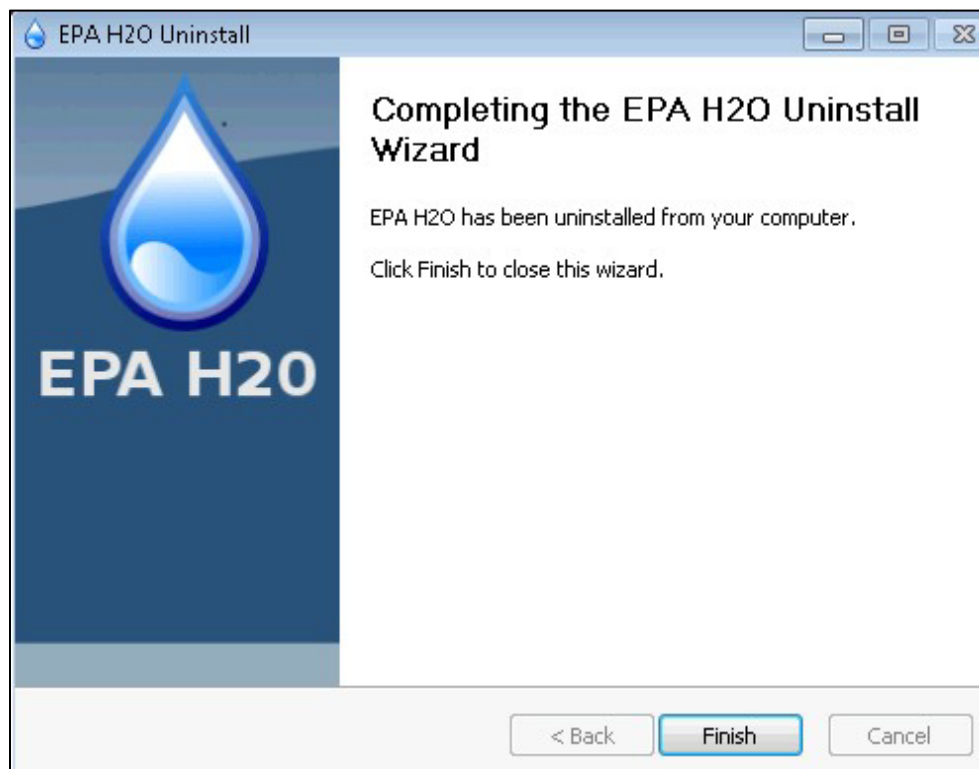 EPA H2O Uninstall
EPA H20
Completing the EPA H2O Uninstall
Wizard
EPA H2O has been uninstalled from your computer.
Click Finish to close this wizard.
< Back
Finish
Cancel